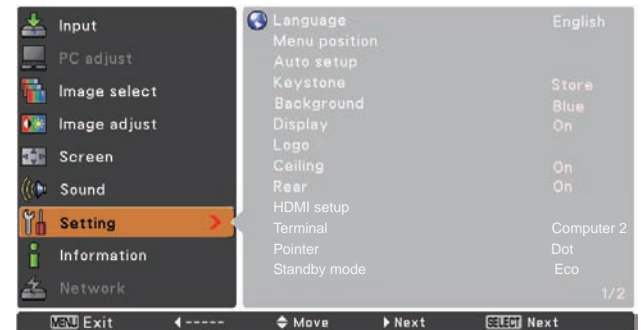 Input
PC adjust
Image select
Image adjust
Screen
Sound
Setting
Information
Network
Language English
Menu position
Auto setup
Keystone Store
Background Blue
Display On
Logo
Ceiling On
Rear On
HDMI setup
Terminal Computer 2
Pointer Dot
Standby mode Eco
1/2
MENU Exit ----- Move Next SELECT Next